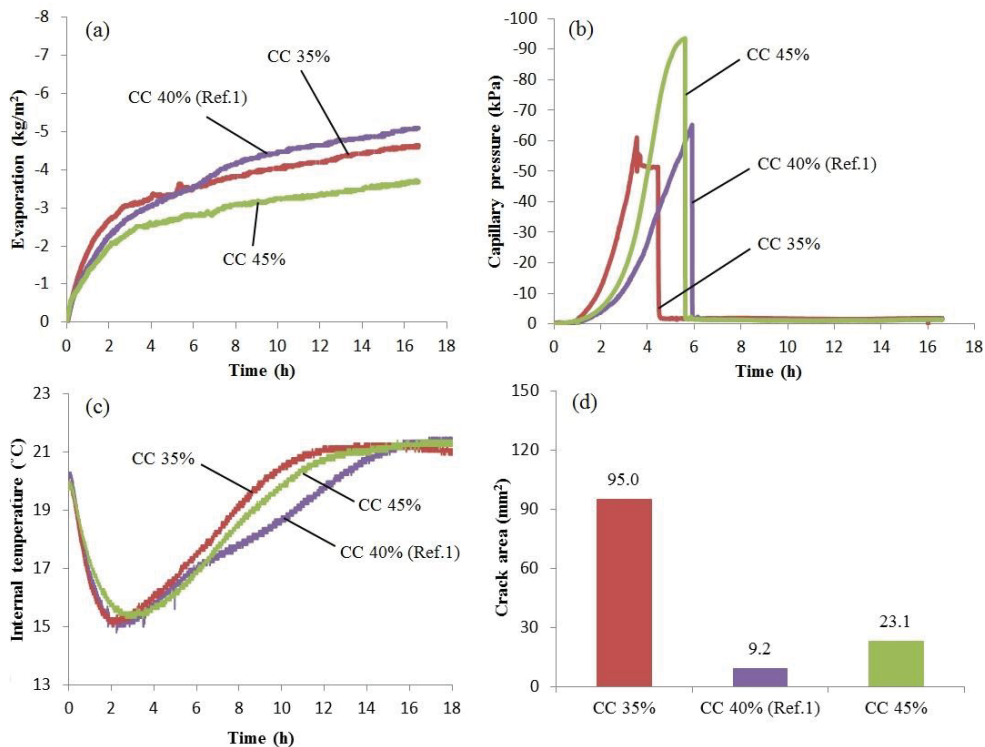 (a)
-8
-7
-6
-5
-4
-3
-2
-1
0
Evaporation (kg/m²)
CC 35%
CC 40% (Ref.1)
CC 45%
0 2 4 6 8 10 12 14 16 18
Time (h)
(b)
-100
-90
-80
-70
-60
-50
-40
-30
-20
-10
0
Capillary pressure (kPa)
CC 45%
CC 40% (Ref.1)
CC 35%
0 2 4 6 8 10 12 14 16 18
Time (h)
(c)
23
21
19
17
15
13
Internal temperature (˚C)
CC 35%
CC 45%
CC 40% (Ref.1)
0 2 4 6 8 10 12 14 16 18
Time (h)
(d)
150
120
90
60
30
0
Crack area (mm²)
95.0
9.2
23.1
CC 35% CC 40% (Ref.1) CC 45%